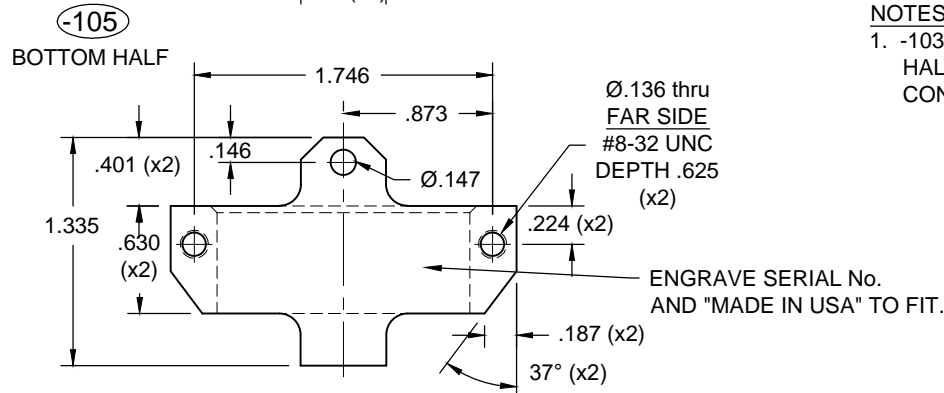 -105
BOTTOM HALF
NOTES
1. -103
HAL
CON
1.746
.873
Ø.136 thru
FAR SIDE
#8-32 UNC
DEPTH .625
(x2)
.401 (x2)
.146
Ø.147
1.335
.630
(x2)
.224 (x2)
ENGRAVE SERIAL No.
AND "MADE IN USA" TO FIT.
.187 (x2)
37° (x2)